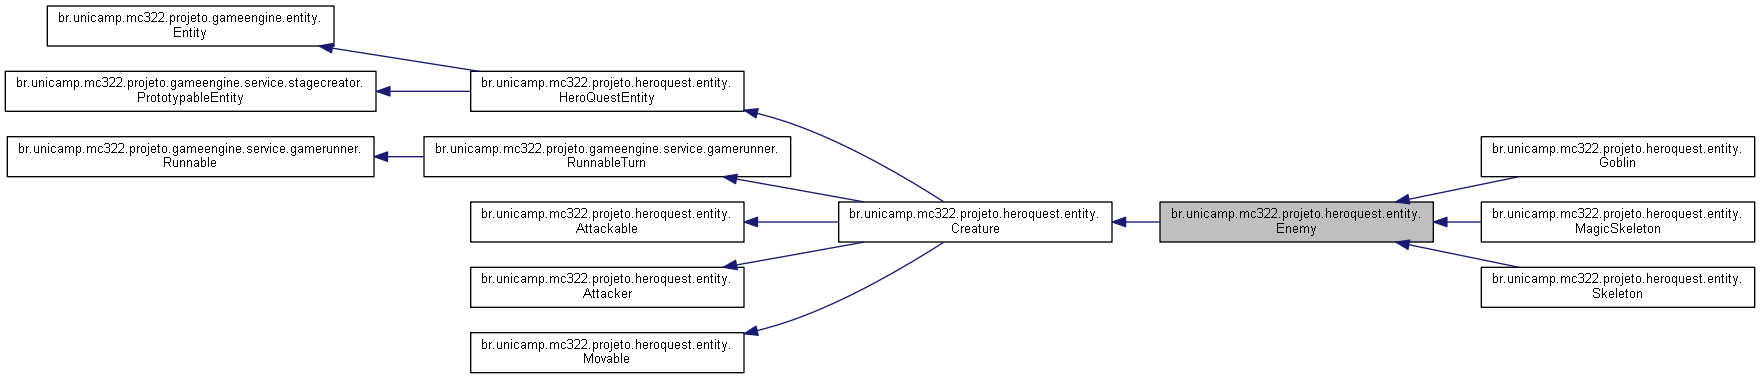 br.unicamp.mc322.projeto.gameengine.entity.
Entity
br.unicamp.mc322.projeto.gameengine.service.stagecreator.
PrototypableEntity
br.unicamp.mc322.projeto.gameengine.service.gamerunner.
Runnable
br.unicamp.mc322.projeto.heroquest.entity.
HeroQuestEntity
br.unicamp.mc322.projeto.gameengine.service.gamerunner.
RunnableTurn
br.unicamp.mc322.projeto.heroquest.entity.
Attackable
br.unicamp.mc322.projeto.heroquest.entity.
Attacker
br.unicamp.mc322.projeto.heroquest.entity.
Movable
br.unicamp.mc322.projeto.heroquest.entity.
Creature
br.unicamp.mc322.projeto.heroquest.entity.
Enemy
br.unicamp.mc322.projeto.heroquest.entity.
Goblin
br.unicamp.mc322.projeto.heroquest.entity.
MagicSkeleton
br.unicamp.mc322.projeto.heroquest.entity.
Skeleton